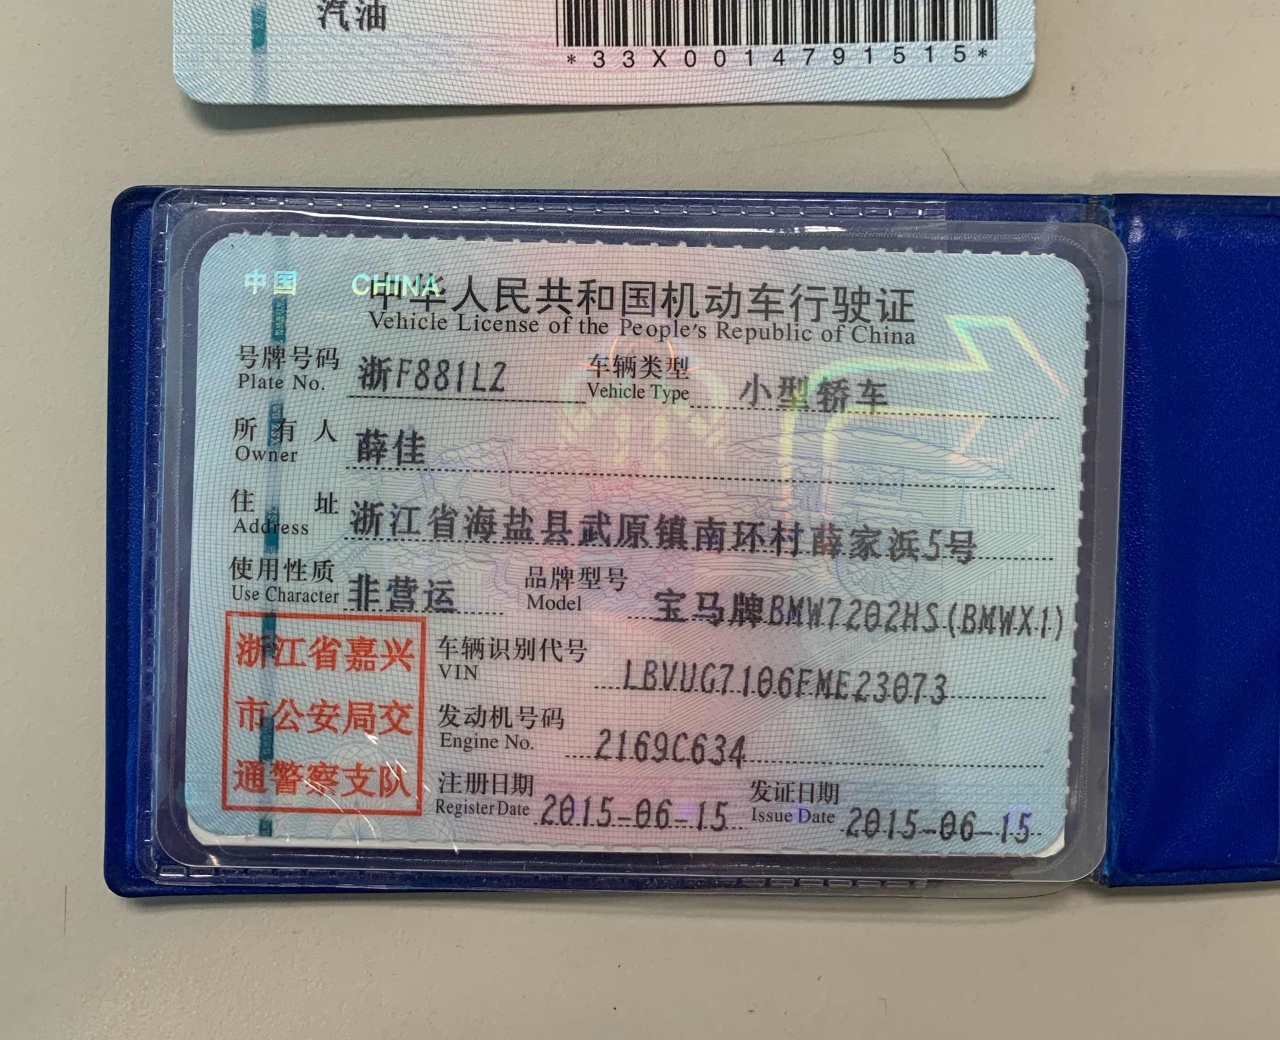 汽油
*33X0014791515*
中国 CHINA
中华人民共和国机动车行驶证
Vehicle License of the People's Republic of China
号牌号码 浙F881LZ 车辆类型 小型轿车
Plate No. Vehicle Type
所有人 薛佳
Owner
住址 浙江省海盐县武原镇南环村薛家浜5号
Address
使用性质 非营运 品牌型号 宝马牌BMW7202HS(BMWX1)
Use Character Model
浙江省嘉兴
市公安局交
通警察支队
车辆识别代号 LBVUG7106FME23073
VIN
发动机号码 2169C634
Engine No.
注册日期 2015-06-15 发证日期 2015-06-15
Register Date Issue Date